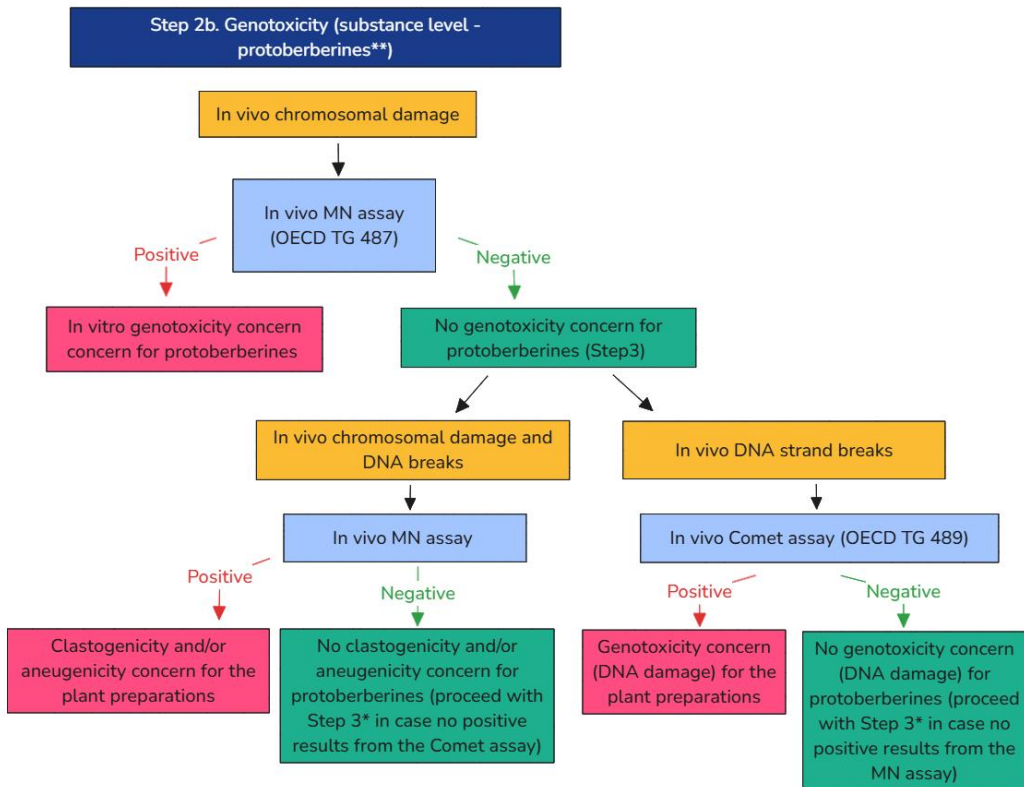 Step 2b. Genotoxicity (substance level -
protoberberines**)
In vivo chromosomal damage
In vivo MN assay
(OECD TG 487)
Positive
Negative
In vitro genotoxicity concern
concern for protoberberines
No genotoxicity concern for
protoberberines (Step3)
In vivo chromosomal damage and
DNA breaks
In vivo DNA strand breaks
In vivo MN assay
In vivo Comet assay (OECD TG 489)
Positive
Negative
Positive
Negative
Clastogenicity and/or
aneugenicity concern for the
plant preparations
No clastogenicity and/or
aneugenicity concern for
protoberberines (proceed with
Step 3* in case no positive
results from the Comet assay)
Genotoxicity concern
(DNA damage) for the
plant preparations
No genotoxicity concern
(DNA damage) for
protoberberines (proceed
with Step 3* in case no
positive results from the
MN assay)